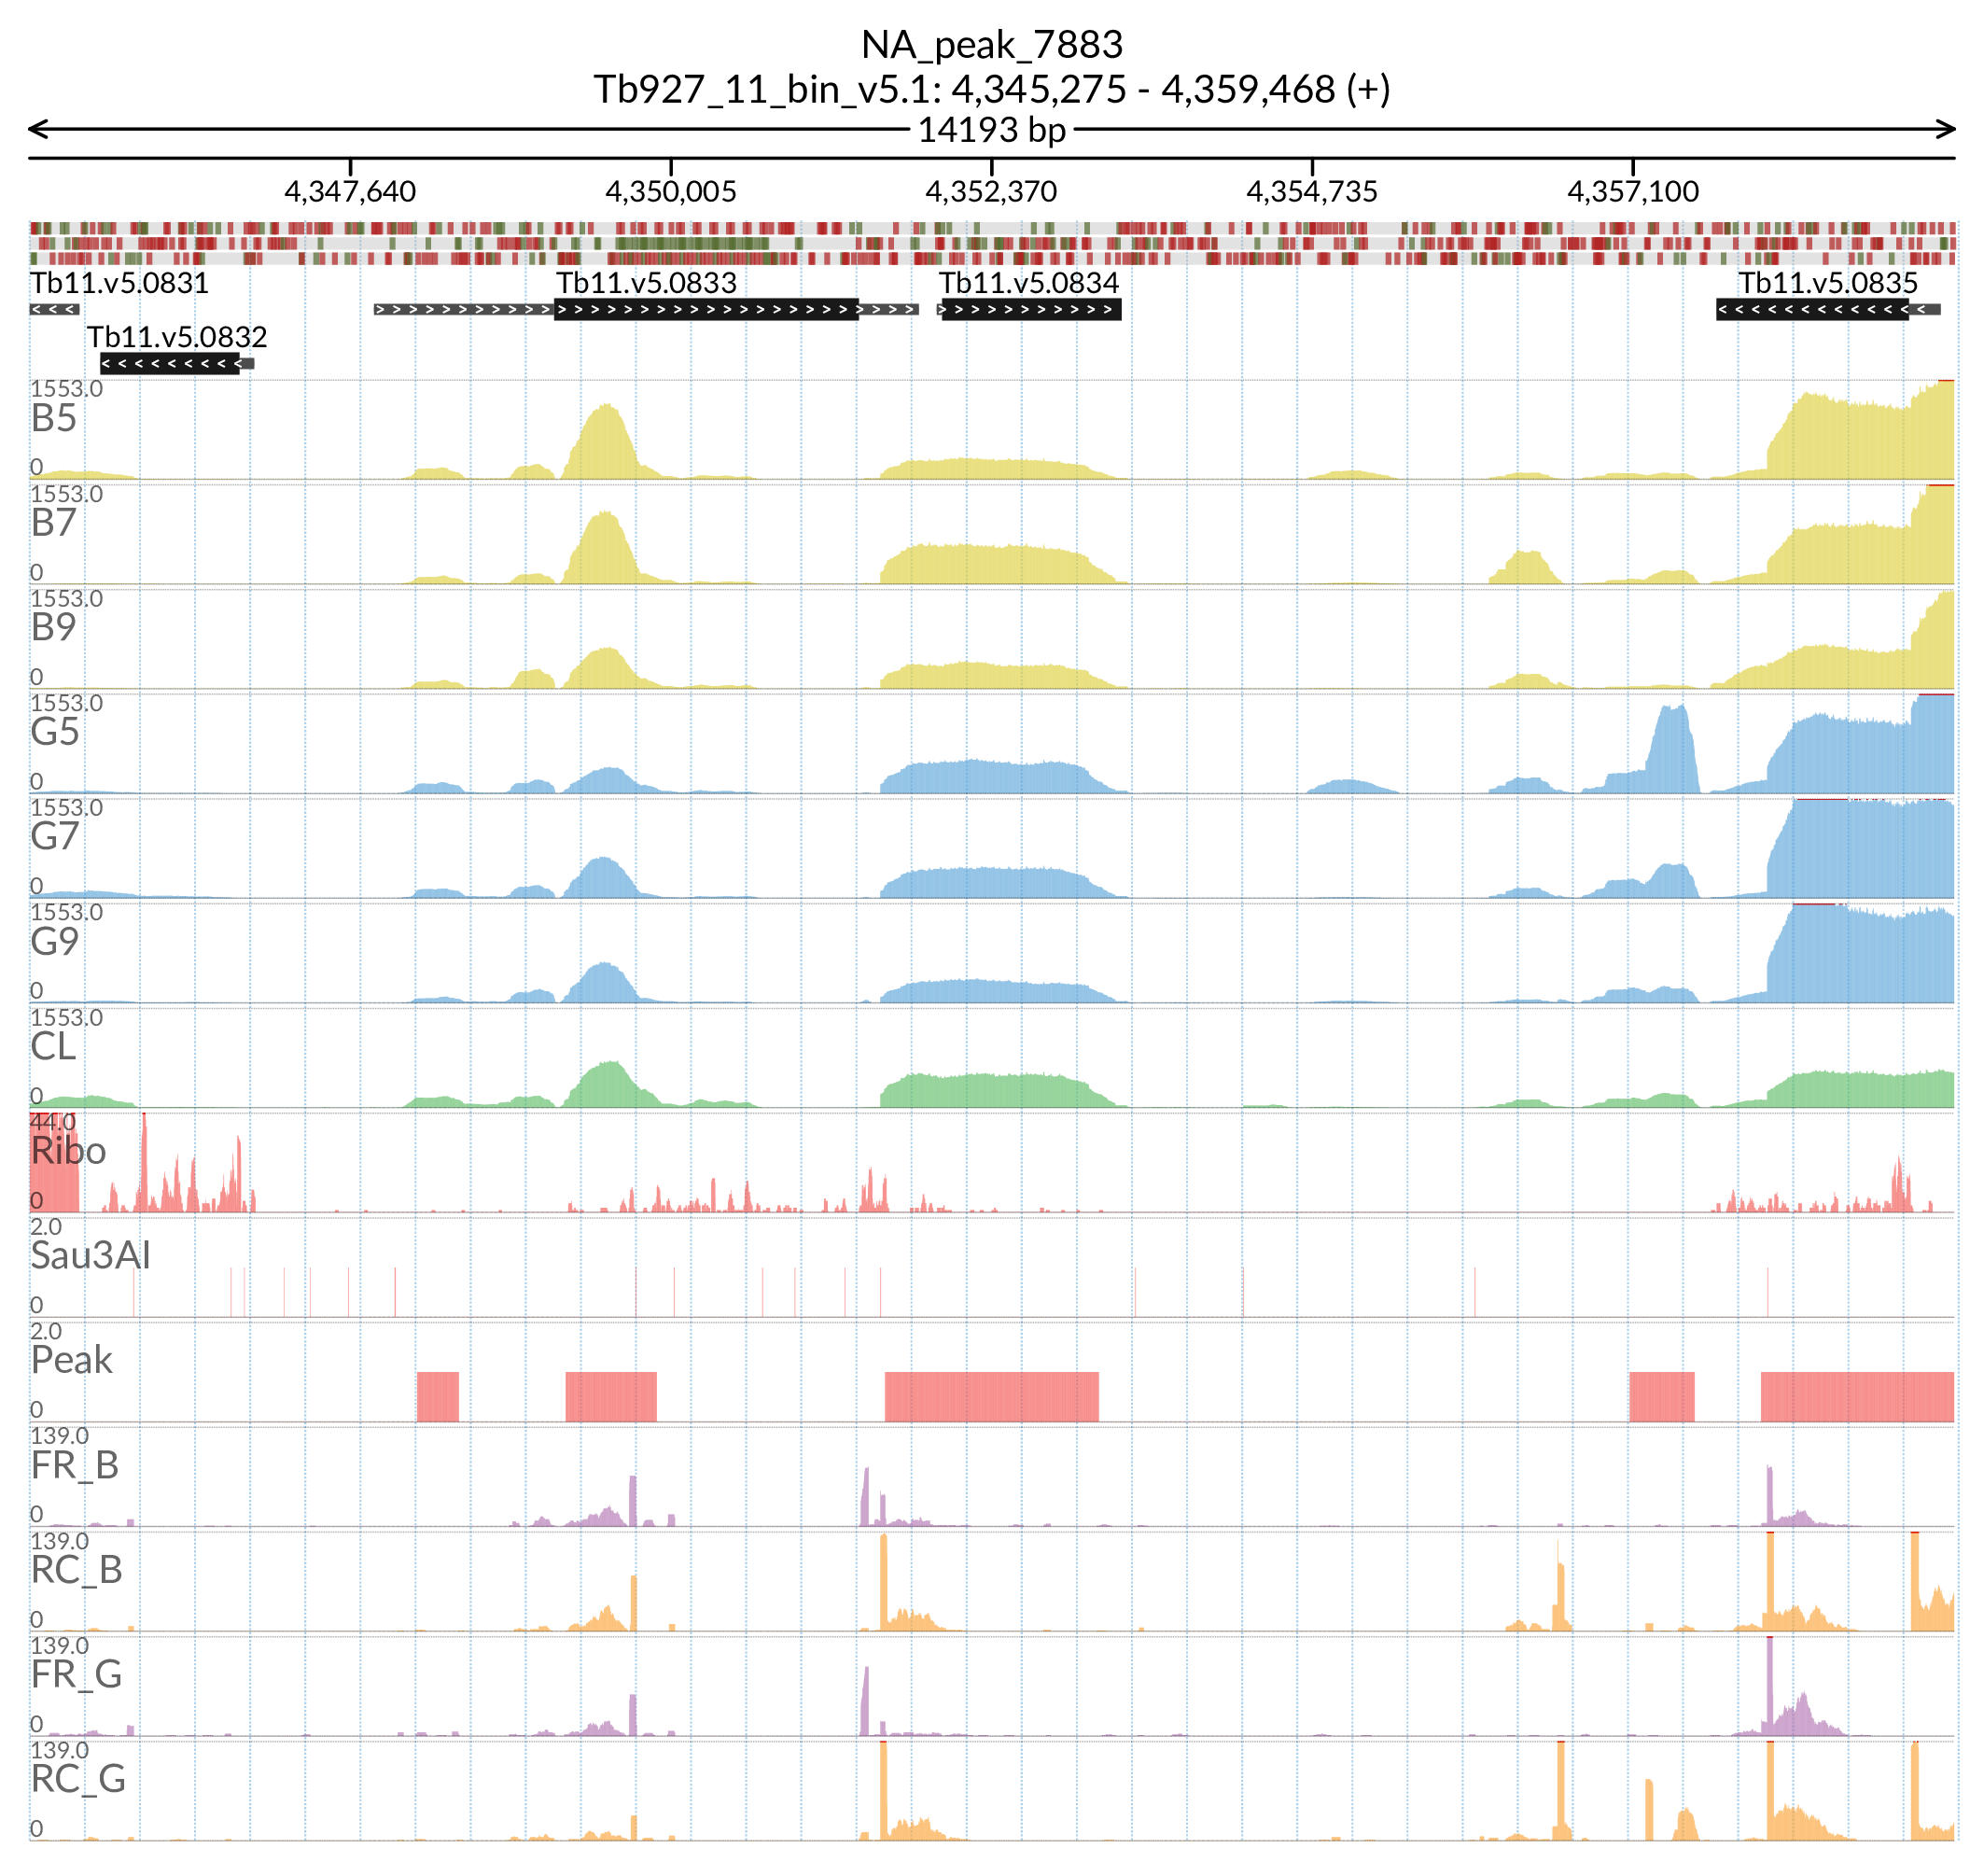 NA_peak_7883
Tb927_11_bin_v5.1: 4,345,275 - 4,359,468 (+)
14193 bp
4,347,640 4,350,005 4,352,370 4,354,735 4,357,100
Tb11.v5.0831 Tb11.v5.0833 Tb11.v5.0834 Tb11.v5.0835
Tb11.v5.0832
1553.0
B5
0
1553.0
B7
0
1553.0
B9
0
1553.0
G5
0
1553.0
G7
0
1553.0
G9
0
1553.0
CL
0
44.0
Ribo
0
2.0
Sau3AI
0
2.0
Peak
0
139.0
FR_B
0
139.0
RC_B
0
139.0
FR_G
0
139.0
RC_G
0